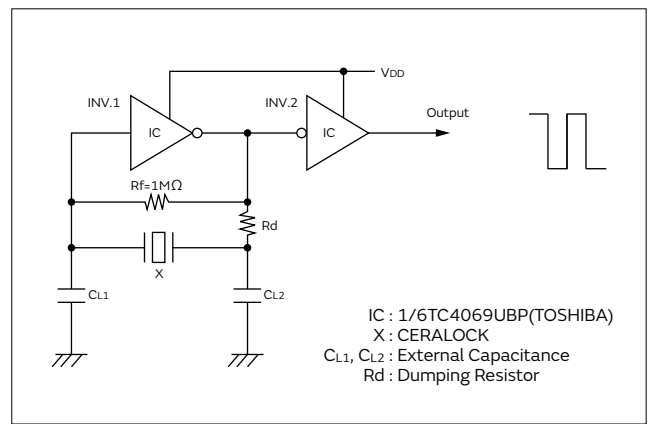 VDD
INV.1
INV.2
Output
IC
IC
Rf=1MΩ
Rd
X
CL1
CL2
IC : 1/6TC4069UBP(TOSHIBA)
X : CERALOCK
CL1, CL2 : External Capacitance
Rd : Dumping Resistor